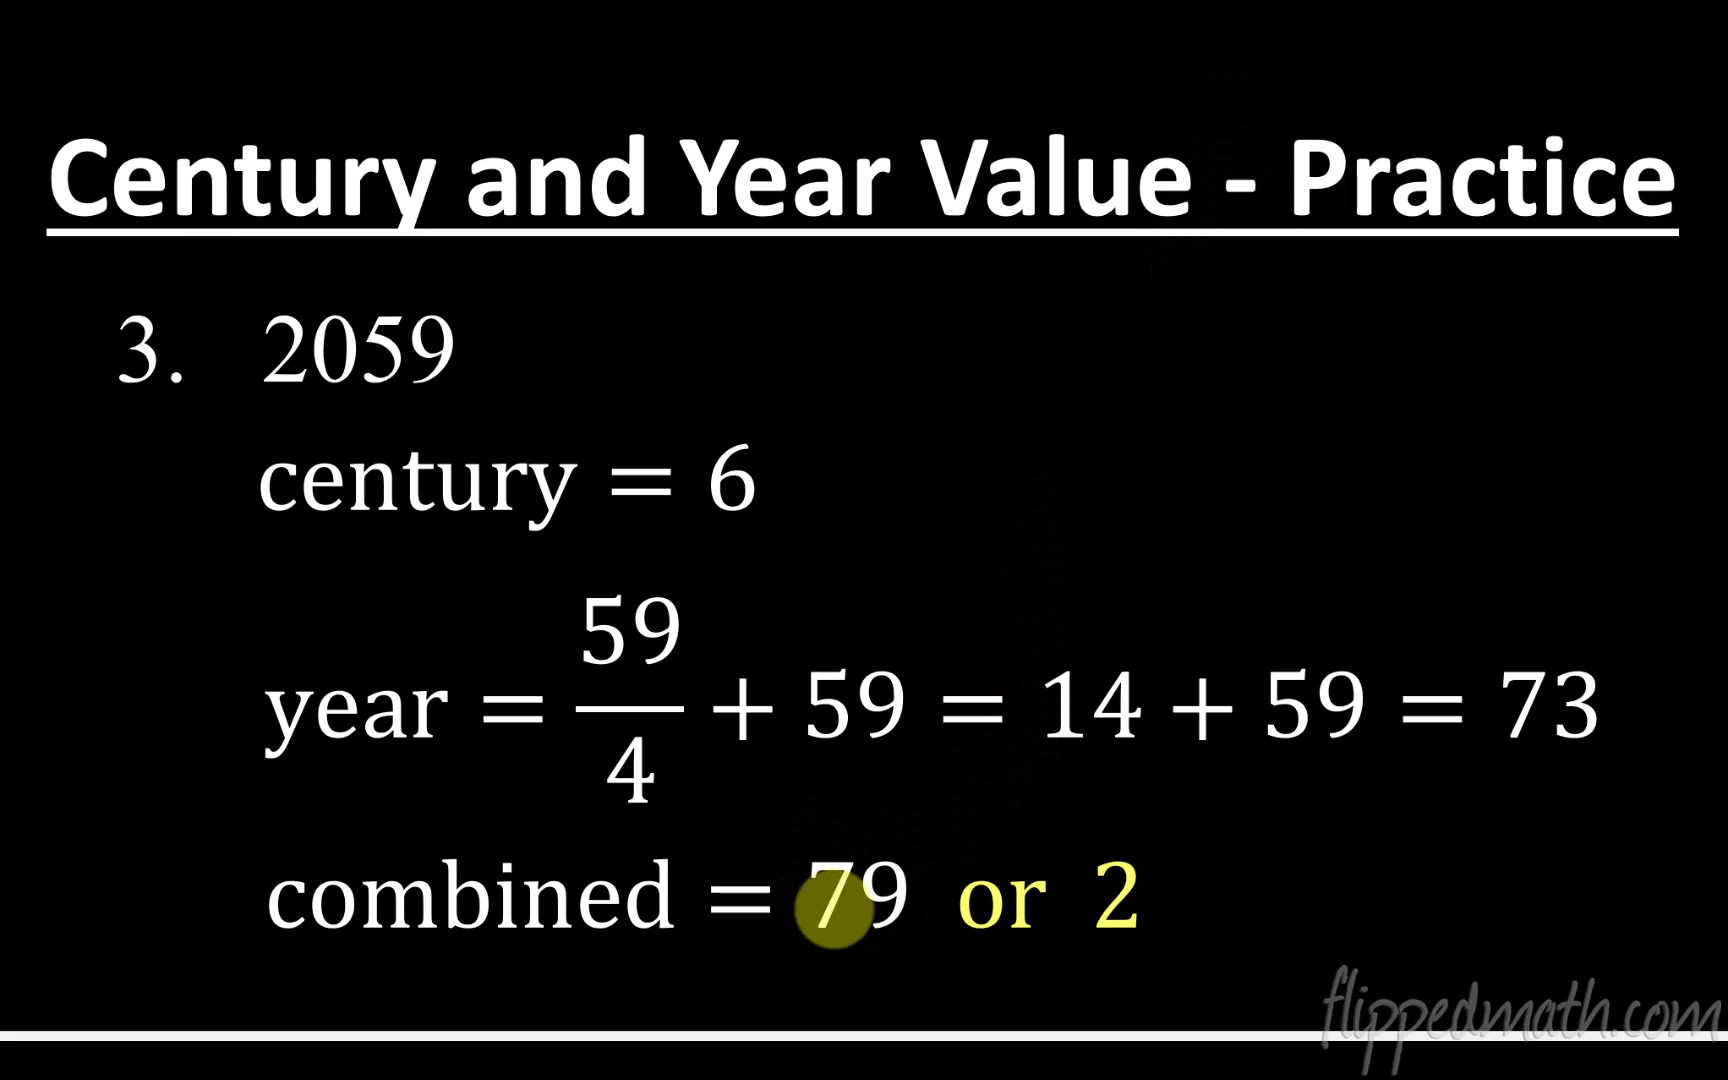 Century and Year Value - Practice
3. 2059
century = 6
year = 59/4 + 59 = 14 + 59 = 73
combined = 79 or 2
flippedmath.com